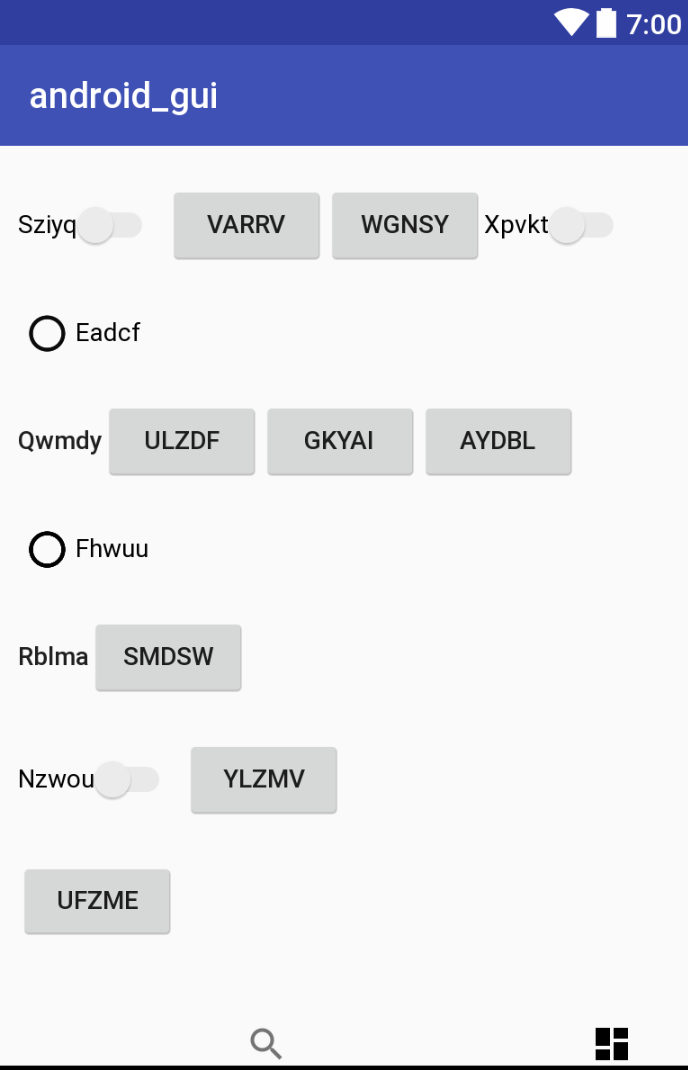 7:00
android_gui
Sziyq VARRV WGNSY Xpvkt
Eadcf
Qwmdy ULZDF GKYAI AYDBL
Fhwuu
Rblma SMDSW
Nzwou YLZMV
UFZME